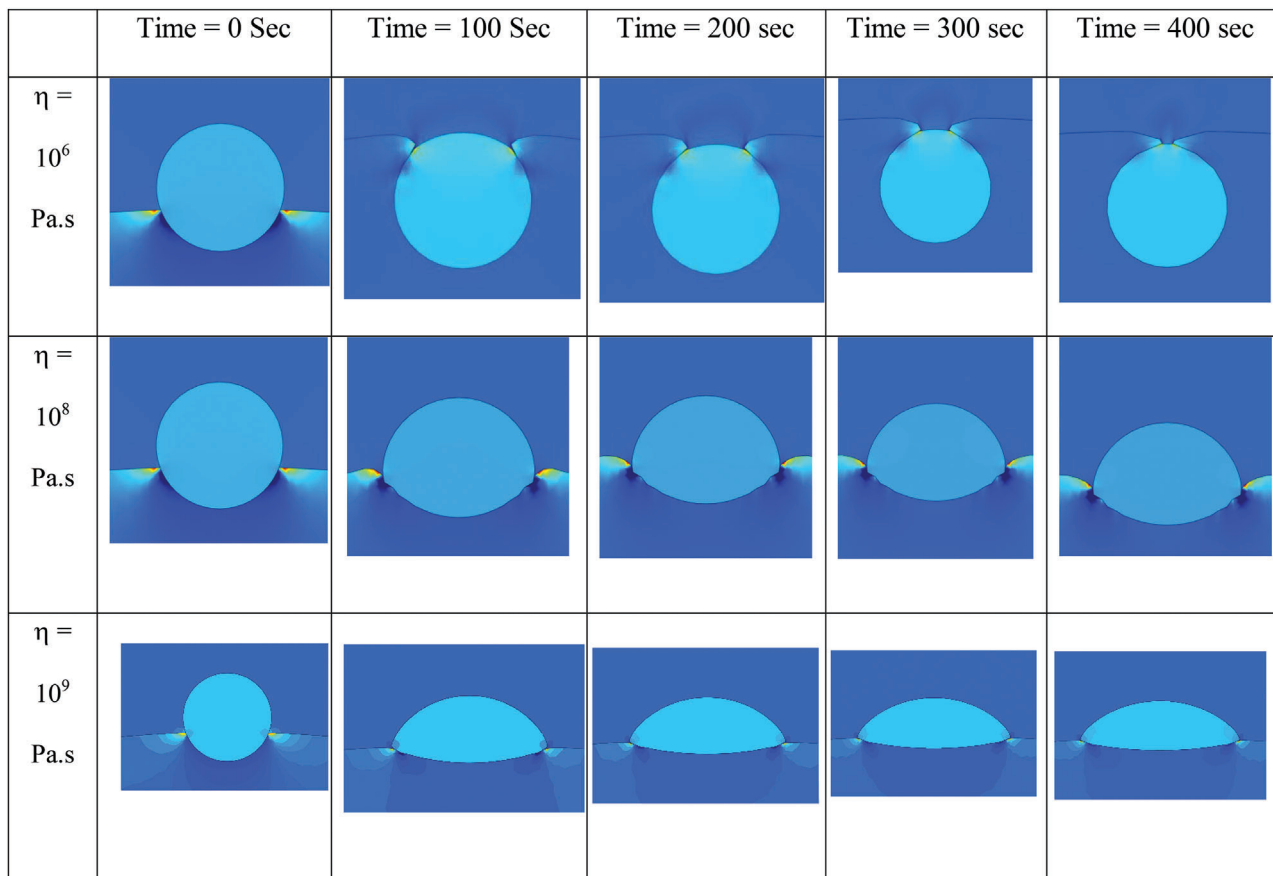 Time = 0 Sec
Time = 100 Sec
Time = 200 sec
Time = 300 sec
Time = 400 sec
η =
10⁶
Pa.s
η =
10⁸
Pa.s
η =
10⁹
Pa.s